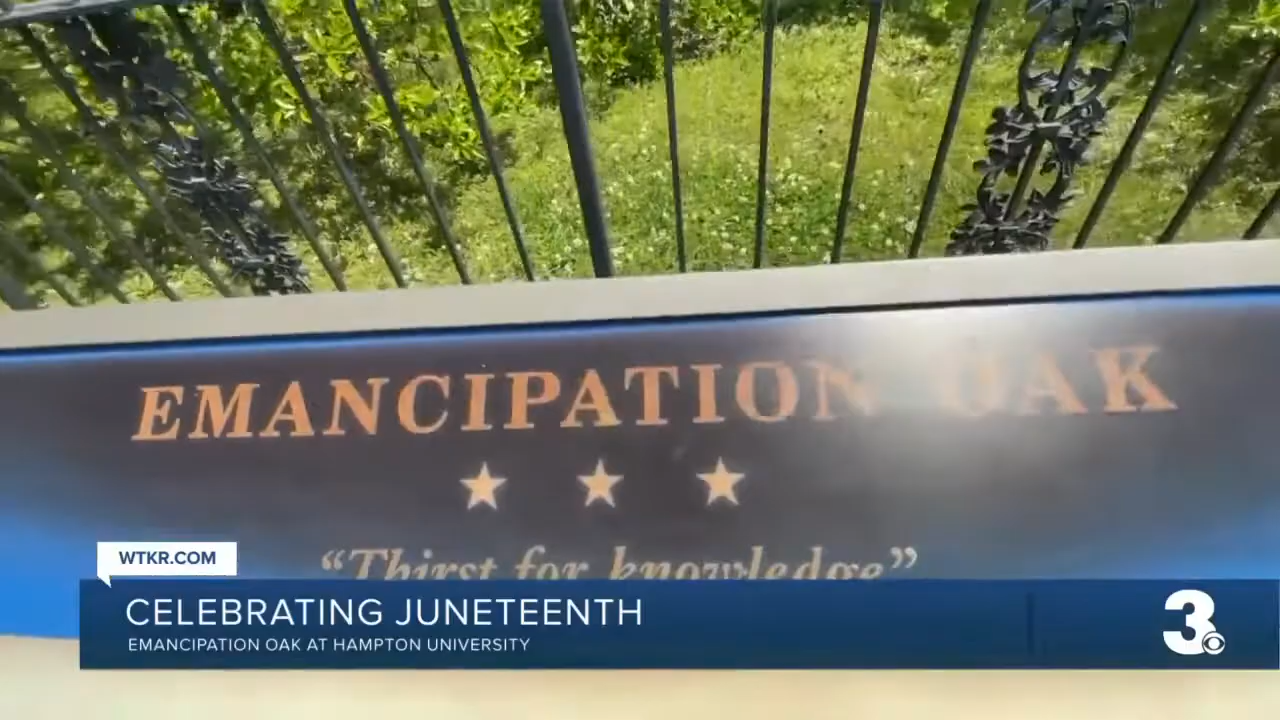 EMANCIPATION OAK
“Thirst for knowledge”
WTKR.COM
CELEBRATING JUNETEENTH
EMANCIPATION OAK AT HAMPTON UNIVERSITY
3